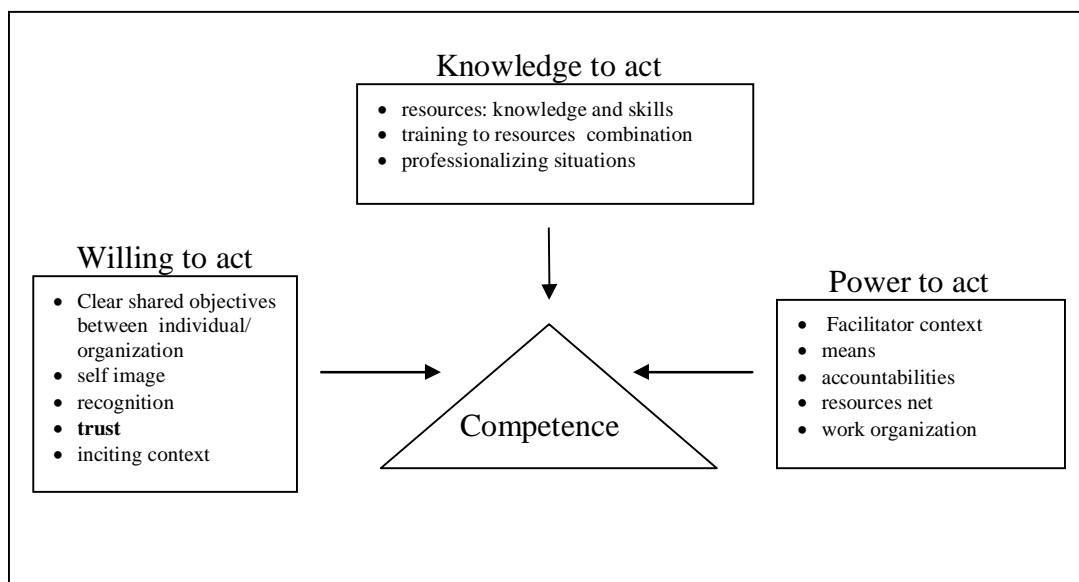 Knowledge to act
• resources: knowledge and skills
• training to resources combination
• professionalizing situations
Willing to act
• Clear shared objectives
between individual/
organization
• self image
• recognition
• trust
• inciting context
Power to act
• Facilitator context
• means
• accountabilities
• resources net
• work organization
Competence